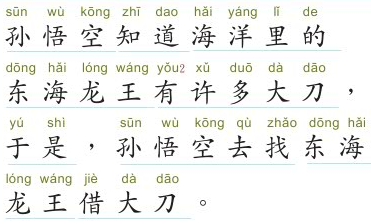 sūn wù kōng zhī dao hǎi yáng lǐ de
孙悟空知道海洋里的
dōng hǎi lóng wáng yǒu2 xǔ duō dà dāo
东海龙王有许多大刀，
yú shì sūn wù kōng qù zhǎo dōng hǎi
于是，孙悟空去找东海
lóng wáng jiè dà dāo
龙王借大刀。